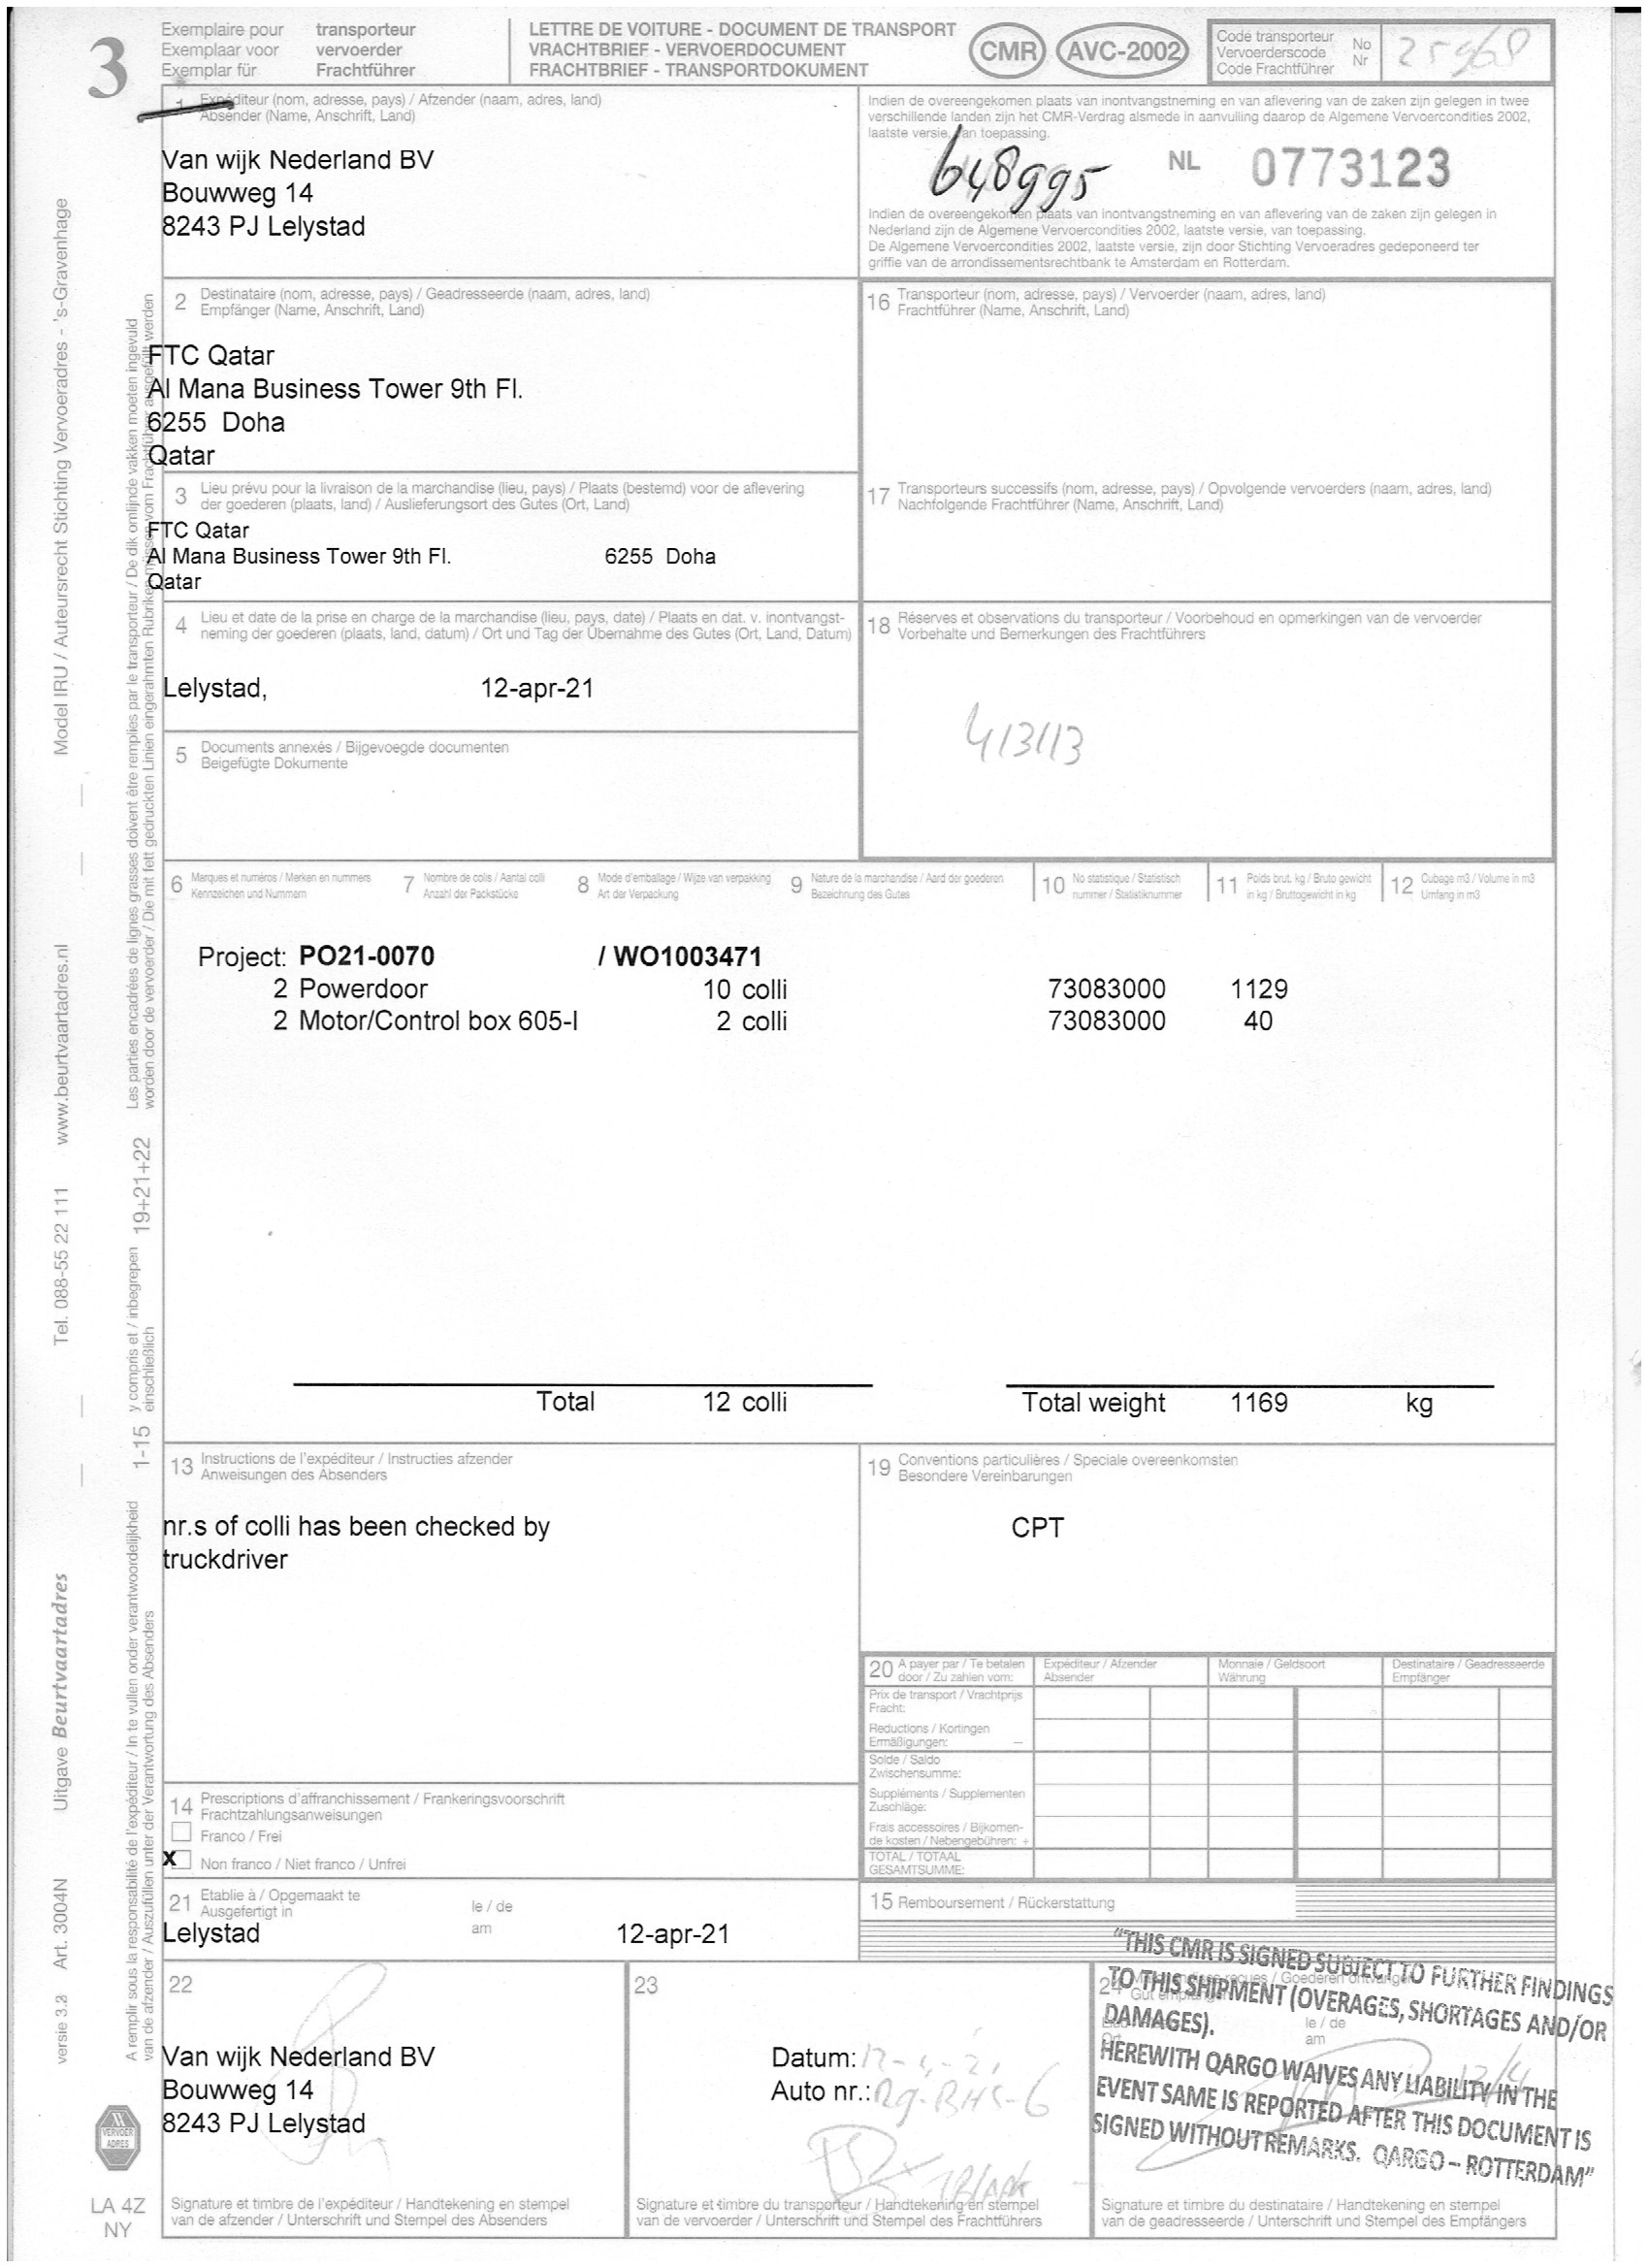 3
Exemplaire pour transporteur
Exemplaar voor vervoerder
Exemplar für Frachtführer
LETTRE DE VOITURE - DOCUMENT DE TRANSPORT
VRACHTBRIEF - VERVOERDOCUMENT
FRACHTBRIEF - TRANSPORTDOKUMENT
CMR AVC-2002
Code transporteur No
Vervoerderscode Nr
Code Frachtführer
25968
1 Expéditeur (nom, adresse, pays) / Afzender (naam, adres, land)
Absender (Name, Anschrift, Land)
Van wijk Nederland BV
Bouwweg 14
8243 PJ Lelystad
Indien de overeengekomen plaats van inontvangstneming en van aflevering van de zaken zijn gelegen in twee
verschillende landen zijn het CMR-Verdrag alsmede in aanvulling daarop de Algemene Vervoercondities 2002,
laatste versie, van toepassing.
648995
NL 0773123
Indien de overeengekomen plaats van inontvangstneming en van aflevering van de zaken zijn gelegen in
Nederland zijn de Algemene Vervoercondities 2002, laatste versie, van toepassing.
De Algemene Vervoercondities 2002, laatste versie, zijn door Stichting Vervoeradres gedeponeerd ter
griffie van de arrondissementsrechtbank te Amsterdam en Rotterdam.
2 Destinataire (nom, adresse, pays) / Geadresseerde (naam, adres, land)
Empfänger (Name, Anschrift, Land)
FTC Qatar
Al Mana Business Tower 9th Fl.
6255 Doha
Qatar
16 Transporteur (nom, adresse, pays) / Vervoerder (naam, adres, land)
Frachtführer (Name, Anschrift, Land)
3 Lieu prévu pour la livraison de la marchandise (lieu, pays) / Plaats (bestemd) voor de aflevering
der goederen (plaats, land) / Auslieferungsort des Gutes (Ort, Land)
FTC Qatar
Al Mana Business Tower 9th Fl. 6255 Doha
Qatar
17 Transporteurs successifs (nom, adresse, pays) / Opvolgende vervoerders (naam, adres, land)
Nachfolgende Frachtführer (Name, Anschrift, Land)
4 Lieu et date de la prise en charge de la marchandise (lieu, pays, date) / Plaats en dat. v. inontvangst-
neming der goederen (plaats, land, datum) / Ort und Tag der Übernahme des Gutes (Ort, Land, Datum)
Lelystad, 12-apr-21
18 Réserves et observations du transporteur / Voorbehoud en opmerkingen van de vervoerder
Vorbehalte und Bemerkungen des Frachtführers
413113
5 Documents annexés / Bijgevoegde documenten
Beigefügte Dokumente
6 Marques et numéros / Merken en nummers
Kennzeichen und Nummern
7 Nombre de colis / Aantal colli
Anzahl der Packstücke
8 Mode d'emballage / Wijze van verpakking
Art der Verpackung
9 Nature de la marchandise / Aard der goederen
Bezeichnung des Gutes
10 No statistique / Statistisch
nummer / Statistiknummer
11 Poids brut. kg / Bruto gewicht
in kg / Bruttogewicht in kg
12 Cubage m3 / Volume in m3
Umfang in m3
Project: PO21-0070 / WO1003471
2 Powerdoor 10 colli 73083000 1129
2 Motor/Control box 605-I 2 colli 73083000 40
Total 12 colli Total weight 1169 kg
13 Instructions de l'expéditeur / Instructies afzender
Anweisungen des Absenders
nr.s of colli has been checked by
truckdriver
19 Conventions particulières / Speciale overeenkomsten
Besondere Vereinbarungen
CPT
20 A payer par / Te betalen
door / Zu zahlen vom:
Expéditeur / Afzender
Absender
Monnaie / Geldsoort
Währung
Destinataire / Geadresseerde
Empfänger
Prix de transport / Vrachtprijs
Fracht:
Reductions / Kortingen
Ermäßigungen: –
Solde / Saldo
Zwischensumme:
Suppléments / Supplementen
Zuschläge:
Frais accessoires / Bijkomen-
de kosten / Nebengebühren: +
TOTAL / TOTAAL
GESAMTSUMME:
14 Prescriptions d'affranchissement / Frankeringsvoorschrift
Frachtzahlungsanweisungen
Franco / Frei
x Non franco / Niet franco / Unfrei
21 Etablie à / Opgemaakt te le / de
Ausgefertigt in am
Lelystad 12-apr-21
15 Remboursement / Rückerstattung
22
Van wijk Nederland BV
Bouwweg 14
8243 PJ Lelystad
Signature et timbre de l'expéditeur / Handtekening en stempel
van de afzender / Unterschrift und Stempel des Absenders
23
Datum: 12-4-21
Auto nr.:
Signature et timbre du transporteur / Handtekening en stempel
van de vervoerder / Unterschrift und Stempel des Frachtführers
24
le / de
am
12/4
"THIS CMR IS SIGNED SUBJECT TO FURTHER FINDINGS
TO THIS SHIPMENT (OVERAGES, SHORTAGES AND/OR
DAMAGES).
HEREWITH QARGO WAIVES ANY LIABILITY IN THE
EVENT SAME IS REPORTED AFTER THIS DOCUMENT IS
SIGNED WITHOUT REMARKS. QARGO – ROTTERDAM"
Signature et timbre du destinataire / Handtekening en stempel
van de geadresseerde / Unterschrift und Stempel des Empfängers
Model IRU / Auteursrecht Stichting Vervoeradres - 's-Gravenhage
www.beurtvaartadres.nl
Tel. 088-55 22 111
Uitgave Beurtvaartadres
Art. 3004N
versie 3.2
Les parties encadrées de lignes grasses doivent être remplies par le transporteur / De dik omlijnde vakken moeten ingevuld
worden door de vervoerder / Die mit fett gedruckten Linien eingerahmten Rubriken müssen vom Frachtführer ausgefüllt werden
1-15 y compris et / inbegrepen 19+21+22
einschließlich
A remplir sous la responsabilité de l'expéditeur / In te vullen onder verantwoordelijkheid
van de afzender / Auszufüllen unter der Verantwortung des Absenders
VERVOER
ADRES
LA 4Z
NY